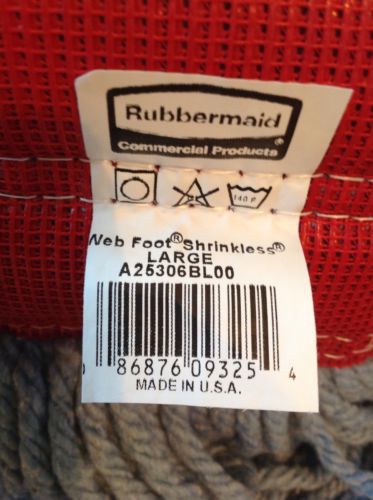 Rubbermaid
Commercial Products®
140 F
Web Foot® Shrinkless®
LARGE
A25306BL00
86876 09325 4
MADE IN U.S.A.